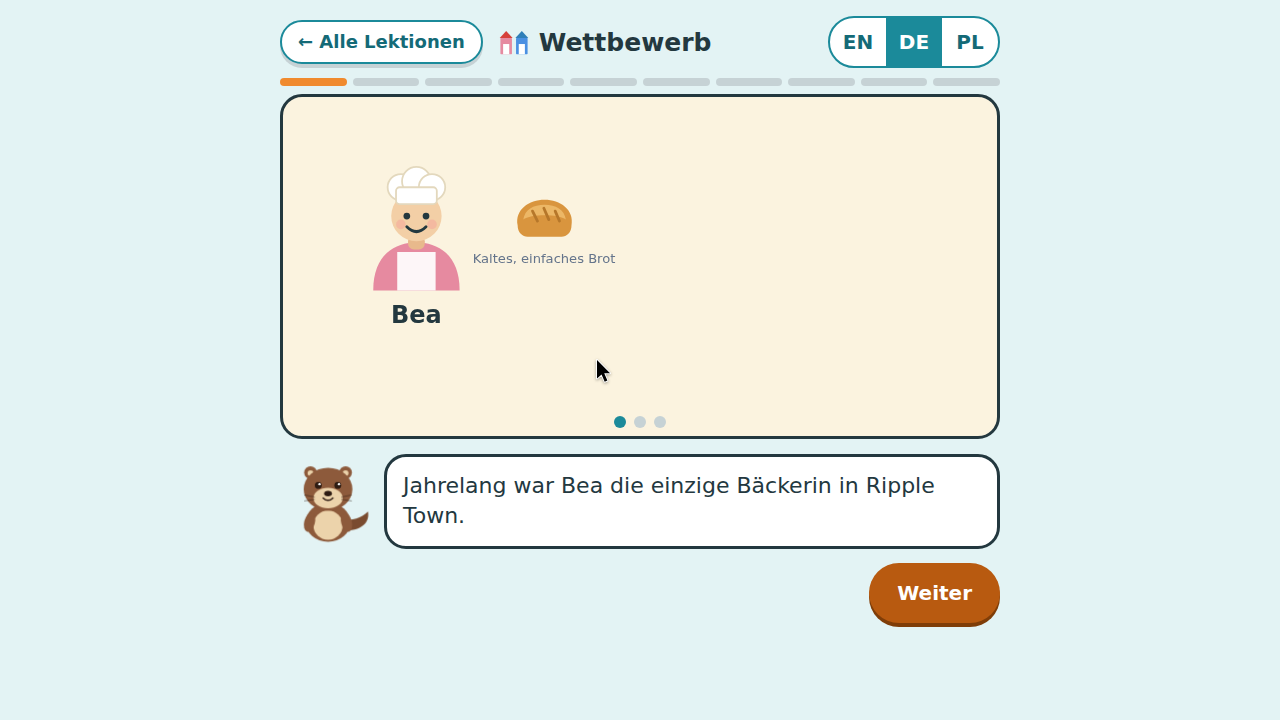 ← Alle Lektionen
Wettbewerb
EN DE PL
Kaltes, einfaches Brot
Bea
Jahrelang war Bea die einzige Bäckerin in Ripple
Town.
Weiter